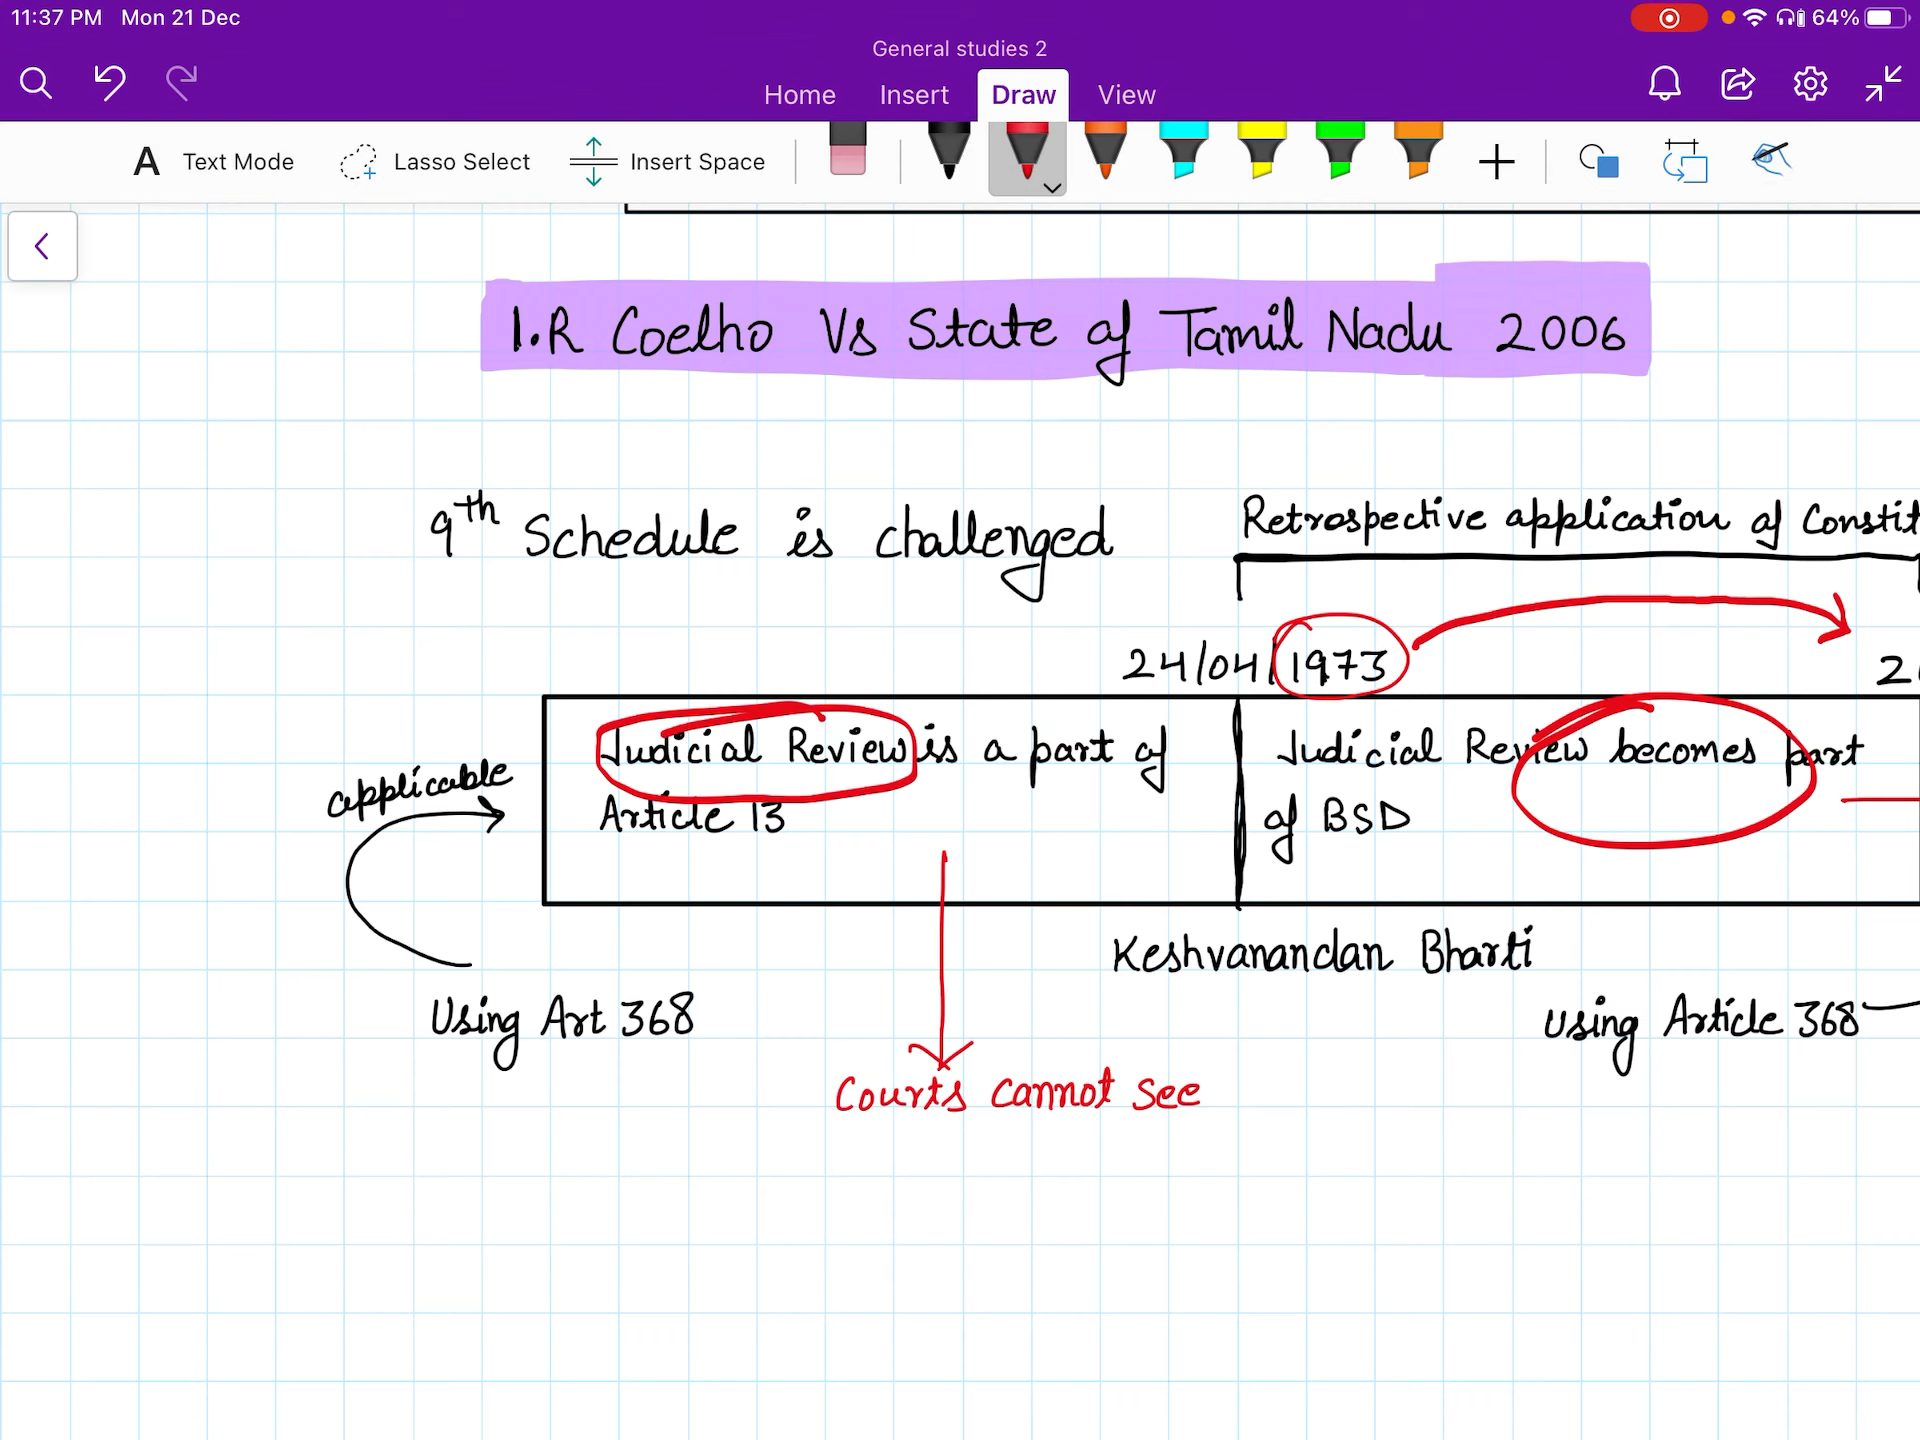 11:37 PM Mon 21 Dec
64%
General studies 2
Home Insert Draw View
A Text Mode Lasso Select Insert Space
I.R Coelho Vs State of Tamil Nadu 2006
9th Schedule is challenged
Retrospective application of Constit
24/04/1973
2
Judicial Review is a part of
Article 13
Judicial Review becomes part
of BSD
applicable
Keshvanandan Bharti
Using Art 368
using Article 368
Courts cannot see